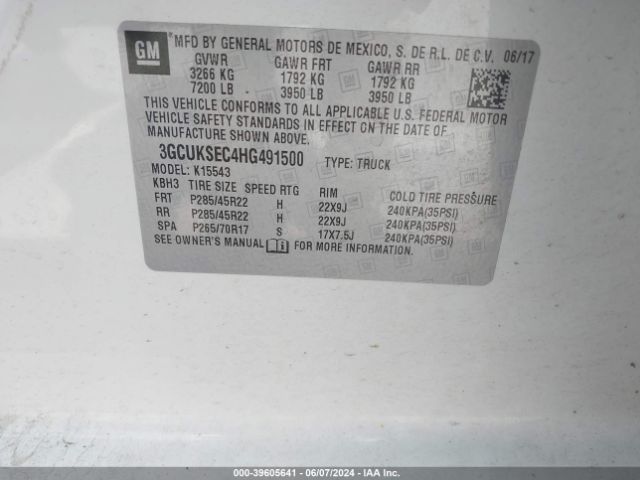 GM MFD BY GENERAL MOTORS DE MEXICO, S. DE R.L. DE C.V. 06/17
GVWR GAWR FRT GAWR RR
3266 KG 1792 KG 1792 KG
7200 LB 3950 LB 3950 LB
THIS VEHICLE CONFORMS TO ALL APPLICABLE U.S. FEDERAL MOTOR
VEHICLE SAFETY STANDARDS IN EFFECT ON THE DATE OF
MANUFACTURE SHOWN ABOVE.
3GCUKSEC4HG491500 TYPE: TRUCK
MODEL: K15543
KBH3 TIRE SIZE SPEED RTG RIM COLD TIRE PRESSURE
FRT P285/45R22 H 22X9J 240KPA(35PSI)
RR P285/45R22 H 22X9J 240KPA(35PSI)
SPA P265/70R17 S 17X7.5J 240KPA(35PSI)
SEE OWNER'S MANUAL FOR MORE INFORMATION.
000-39605641 - 06/07/2024 - IAA Inc.